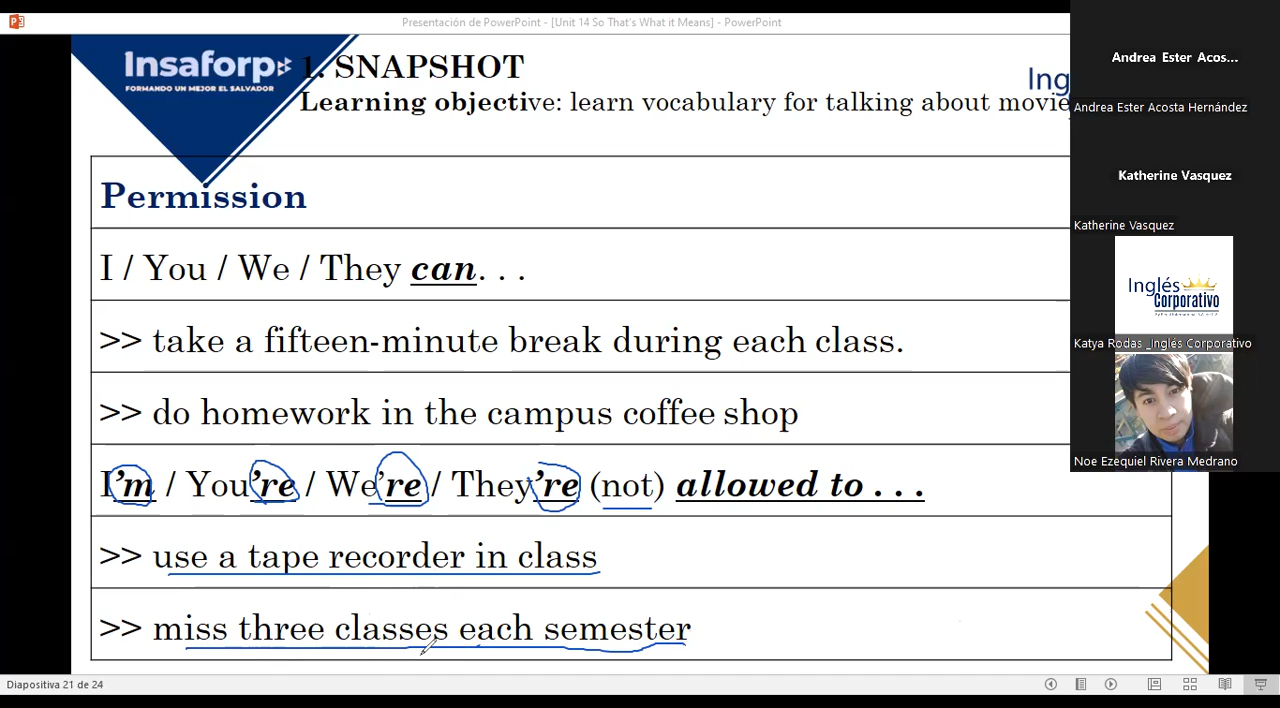 Presentación de PowerPoint - [Unit 14 So That's What it Means] - PowerPoint
Insaforp
FORMANDO UN MEJOR EL SALVADOR
1. SNAPSHOT
Learning objective: learn vocabulary for talking about movie
Ing
Permission
I / You / We / They can. . .
>> take a fifteen-minute break during each class.
>> do homework in the campus coffee shop
I'm / You're / We're / They're (not) allowed to . . .
>> use a tape recorder in class
>> miss three classes each semester
Andrea Ester Acos...
Andrea Ester Acosta Hernández
Katherine Vasquez
Katherine Vasquez
Inglés
Corporativo
Katya Rodas _Inglés Corporativo
Noe Ezequiel Rivera Medrano
Diapositiva 21 de 24